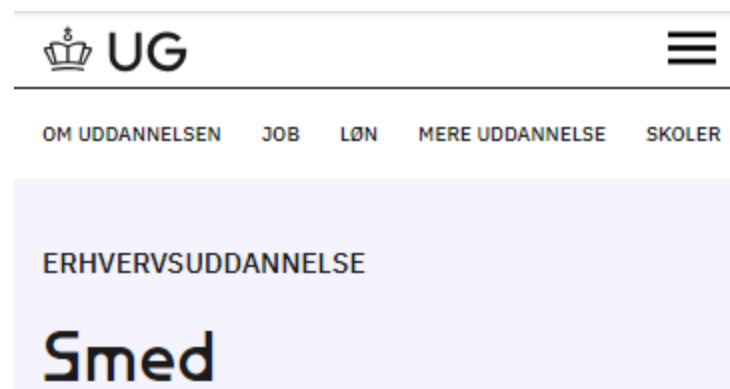 UG
OM UDDANNELSEN JOB LØN MERE UDDANNELSE SKOLER
ERHVERVSUDDANNELSE
Smed